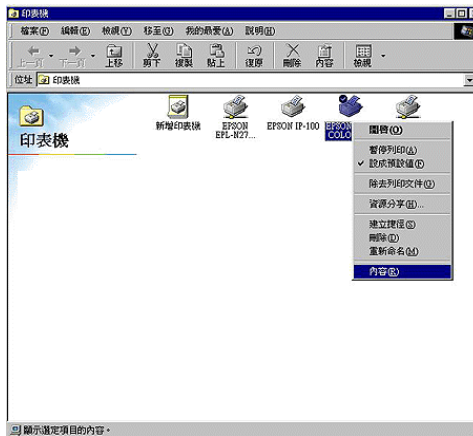 印表機
檔案(F) 編輯(E) 檢視(V) 移至(G) 我的最愛(A) 說明(H)
上一頁 下一頁 上移 剪下 複製 貼上 復原 刪除 內容 檢視
位址 印表機
印表機
新增印表機
EPSON EPL-N27...
EPSON IP-100
EPSON COLO
開啓(O)
暫停列印(A)
設成預設值(F)
除去列印文件(G)
資源分享(H)...
建立捷徑(S)
刪除(D)
重新命名(M)
內容(R)
顯示選定項目的內容。